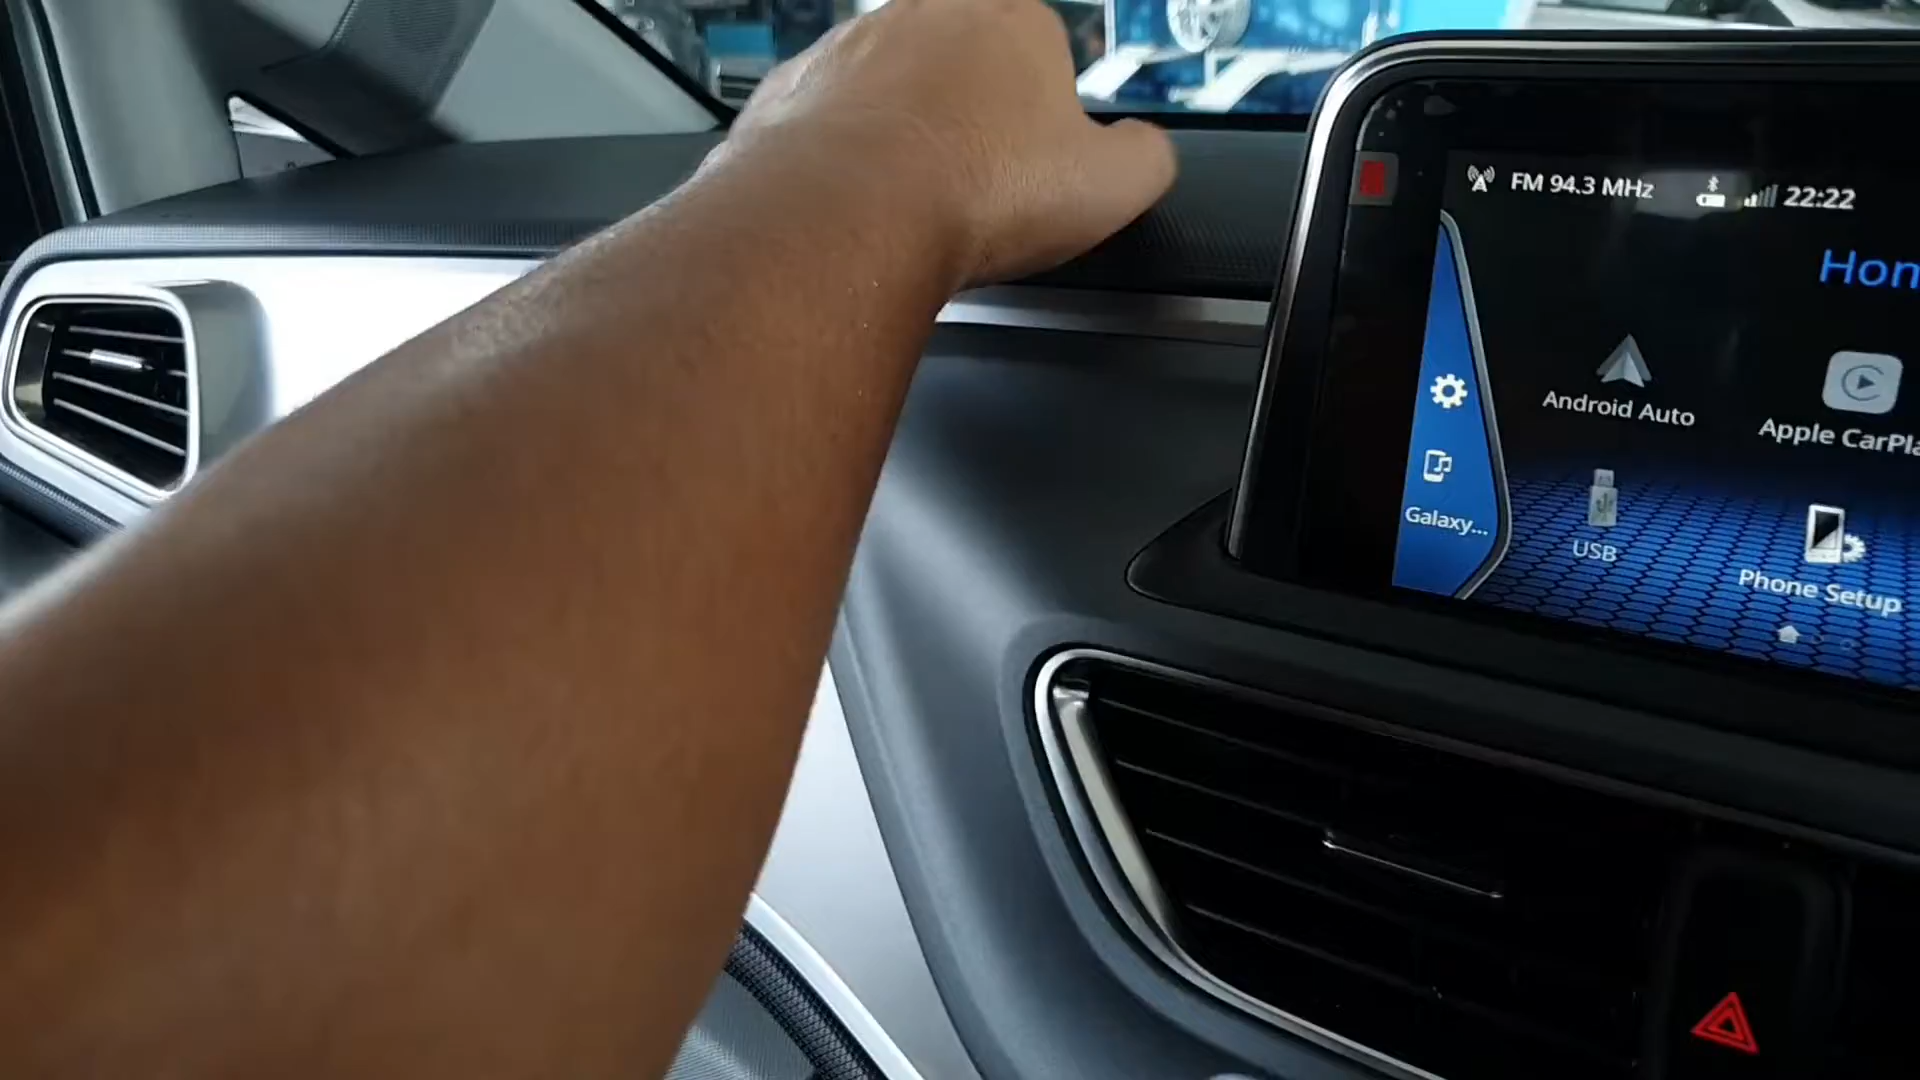 FM 94.3 MHz 22:22
Android Auto
Galaxy...
USB
Phone Setup